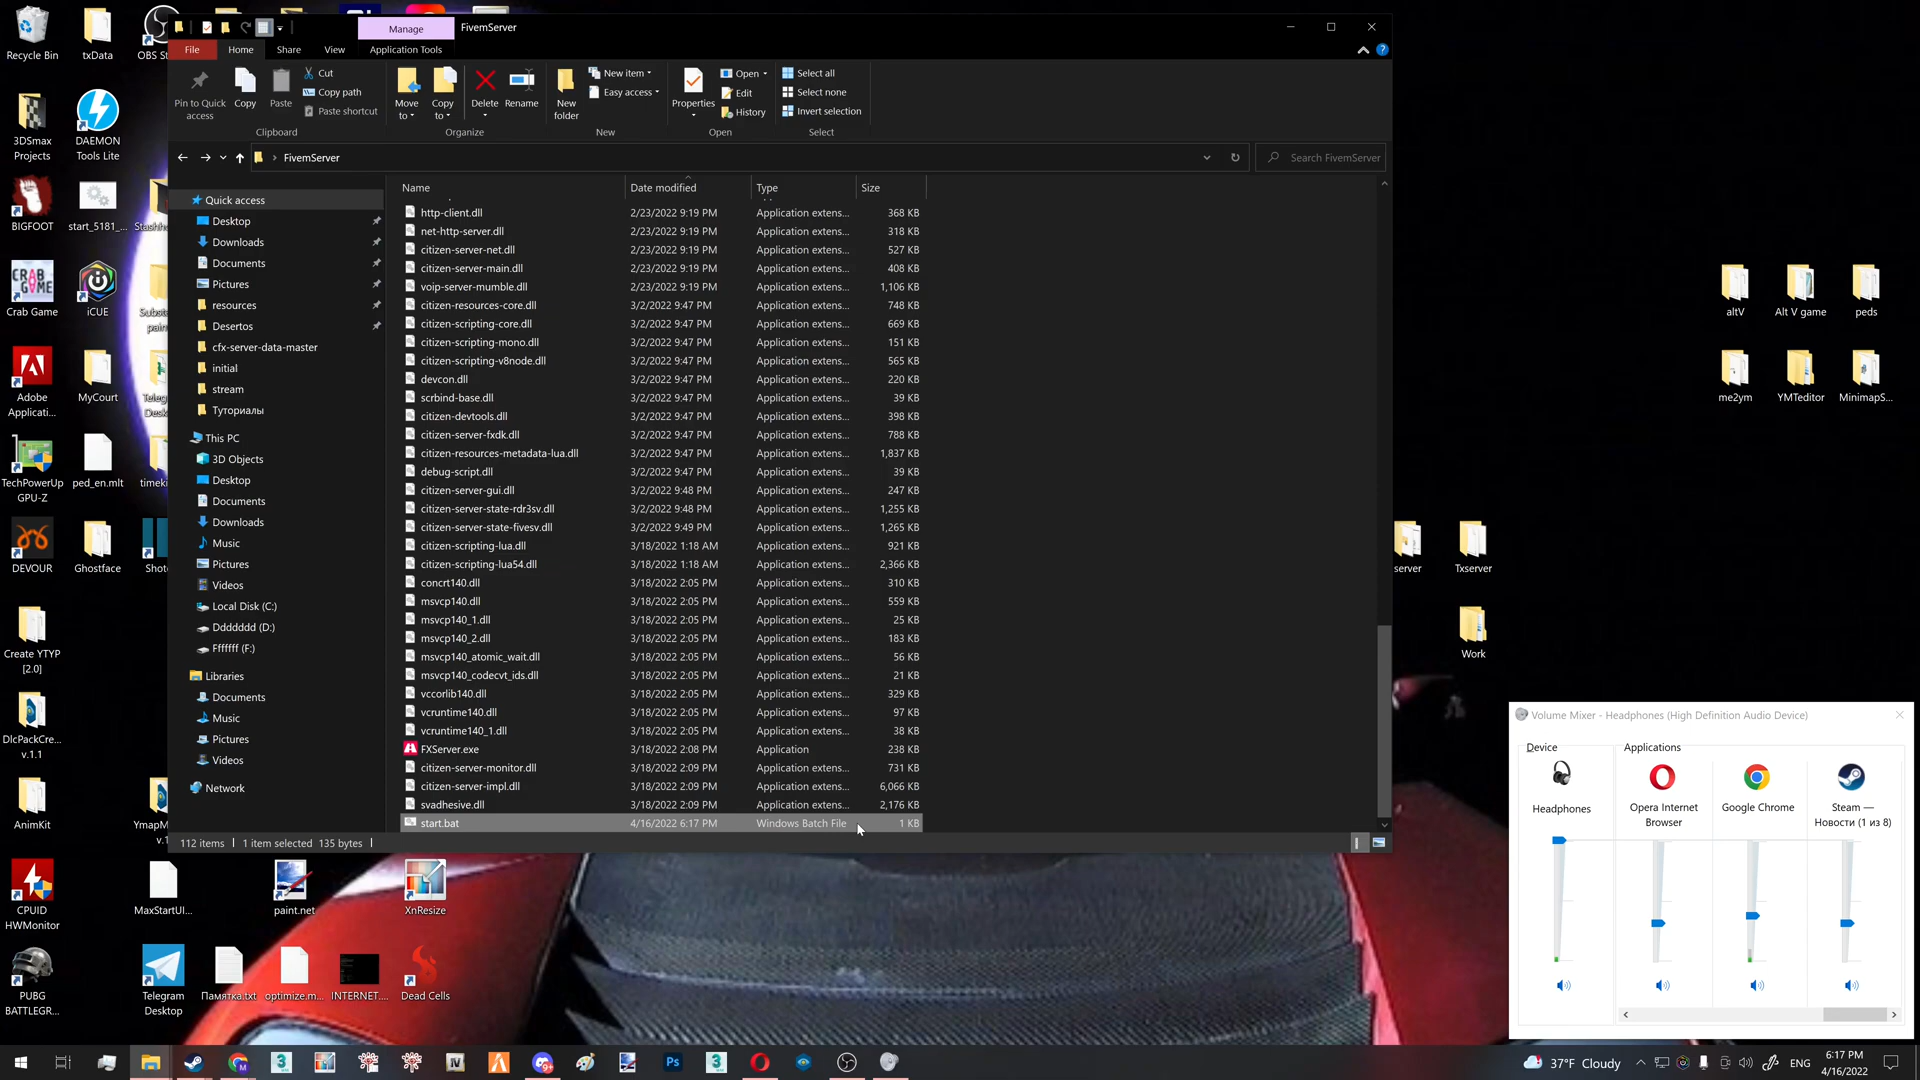 Recycle Bin
txData
OBS St
3DSmax
Projects
DAEMON
Tools Lite
BIGFOOT
start_5181_...
Stashh
Crab Game
iCUE
Subst
pain
Adobe
Applicati...
MyCourt
Teleg
Desk
TechPowerUp
GPU-Z
ped_en.mlt
timeki
DEVOUR
Ghostface
Shot
Create YTYP
[2.0]
DlcPackCre...
v.1.1
AnimKit
YmapM
v.1
CPUID
HWMonitor
MaxStartUI...
paint.net
XnResize
PUBG
BATTLEGR...
Telegram
Desktop
Памятка.txt
optimize.m...
INTERNET....
Dead Cells
Manage
FivemServer
File
Home
Share
View
Application Tools
Pin to Quick
access
Copy
Paste
Cut
Copy path
Paste shortcut
Clipboard
Move
to
Copy
to
Delete
Rename
Organize
New
folder
New item
Easy access
New
Properties
Open
Edit
History
Open
Select all
Select none
Invert selection
Select
FivemServer
Search FivemServer
Quick access
Desktop
Downloads
Documents
Pictures
resources
Desertos
cfx-server-data-master
initial
stream
Туториалы
This PC
3D Objects
Desktop
Documents
Downloads
Music
Pictures
Videos
Local Disk (C:)
Ddddddd (D:)
Ffffff (F:)
Libraries
Documents
Music
Pictures
Videos
Network
Name Date modified Type Size
http-client.dll 2/23/2022 9:19 PM Application extens... 368 KB
net-http-server.dll 2/23/2022 9:19 PM Application extens... 318 KB
citizen-server-net.dll 2/23/2022 9:19 PM Application extens... 527 KB
citizen-server-main.dll 2/23/2022 9:19 PM Application extens... 408 KB
voip-server-mumble.dll 2/23/2022 9:19 PM Application extens... 1,106 KB
citizen-resources-core.dll 3/2/2022 9:47 PM Application extens... 748 KB
citizen-scripting-core.dll 3/2/2022 9:47 PM Application extens... 669 KB
citizen-scripting-mono.dll 3/2/2022 9:47 PM Application extens... 151 KB
citizen-scripting-v8node.dll 3/2/2022 9:47 PM Application extens... 565 KB
devcon.dll 3/2/2022 9:47 PM Application extens... 220 KB
scrbind-base.dll 3/2/2022 9:47 PM Application extens... 39 KB
citizen-devtools.dll 3/2/2022 9:47 PM Application extens... 398 KB
citizen-server-fxdk.dll 3/2/2022 9:47 PM Application extens... 788 KB
citizen-resources-metadata-lua.dll 3/2/2022 9:47 PM Application extens... 1,837 KB
debug-script.dll 3/2/2022 9:47 PM Application extens... 39 KB
citizen-server-gui.dll 3/2/2022 9:48 PM Application extens... 247 KB
citizen-server-state-rdr3sv.dll 3/2/2022 9:48 PM Application extens... 1,255 KB
citizen-server-state-fivesv.dll 3/2/2022 9:49 PM Application extens... 1,265 KB
citizen-scripting-lua.dll 3/18/2022 1:18 AM Application extens... 921 KB
citizen-scripting-lua54.dll 3/18/2022 1:18 AM Application extens... 2,366 KB
concrt140.dll 3/18/2022 2:05 PM Application extens... 310 KB
msvcp140.dll 3/18/2022 2:05 PM Application extens... 559 KB
msvcp140_1.dll 3/18/2022 2:05 PM Application extens... 25 KB
msvcp140_2.dll 3/18/2022 2:05 PM Application extens... 183 KB
msvcp140_atomic_wait.dll 3/18/2022 2:05 PM Application extens... 56 KB
msvcp140_codecvt_ids.dll 3/18/2022 2:05 PM Application extens... 21 KB
vccorlib140.dll 3/18/2022 2:05 PM Application extens... 329 KB
vcruntime140.dll 3/18/2022 2:05 PM Application extens... 97 KB
vcruntime140_1.dll 3/18/2022 2:05 PM Application extens... 38 KB
FXServer.exe 3/18/2022 2:08 PM Application 238 KB
citizen-server-monitor.dll 3/18/2022 2:09 PM Application extens... 731 KB
citizen-server-impl.dll 3/18/2022 2:09 PM Application extens... 6,066 KB
svadhesive.dll 3/18/2022 2:09 PM Application extens... 2,176 KB
start.bat 4/16/2022 6:17 PM Windows Batch File 1 KB
112 items 1 item selected 135 bytes
altV
Alt V game
peds
me2ym
YMTeditor
MinimapS...
server
Txserver
Work
Volume Mixer - Headphones (High Definition Audio Device)
Device
Applications
Headphones
Opera Internet
Browser
Google Chrome
Steam —
Новости (1 из 8)
37°F Cloudy
ENG
6:17 PM
4/16/2022